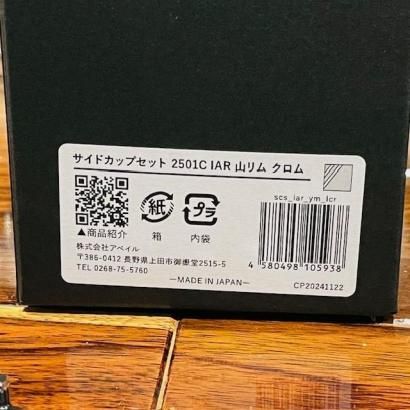 サイドカップセット 2501C IAR 山リム クロム
scs_iar_ym_lcr
紙
プラ
▲商品紹介
箱
内袋
株式会社アベイル
〒386-0412 長野県上田市御嶽堂2515-5
TEL 0268-75-5760
4 580498 105938
—MADE IN JAPAN—
CP20241122